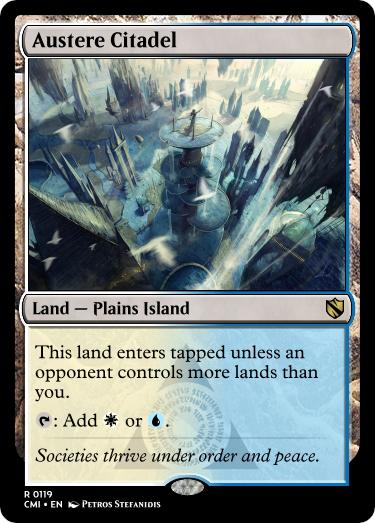 Austere Citadel
Land — Plains Island
This land enters tapped unless an
opponent controls more lands than
you.
: Add or .
Societies thrive under order and peace.
R 0119
CMI • EN Petros Stefanidis